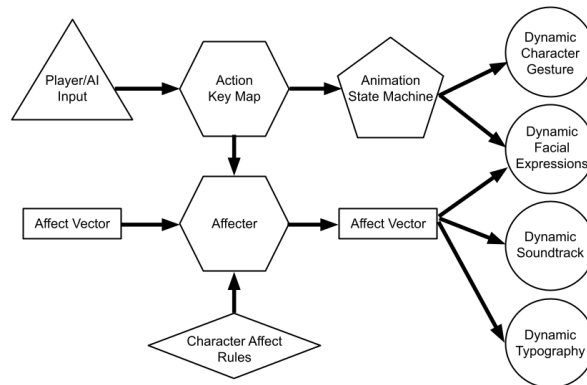 Player/AI
Input
Action
Key Map
Animation
State Machine
Dynamic
Character
Gesture
Dynamic
Facial
Expressions
Affect Vector
Affecter
Affect Vector
Dynamic
Soundtrack
Character Affect
Rules
Dynamic
Typography